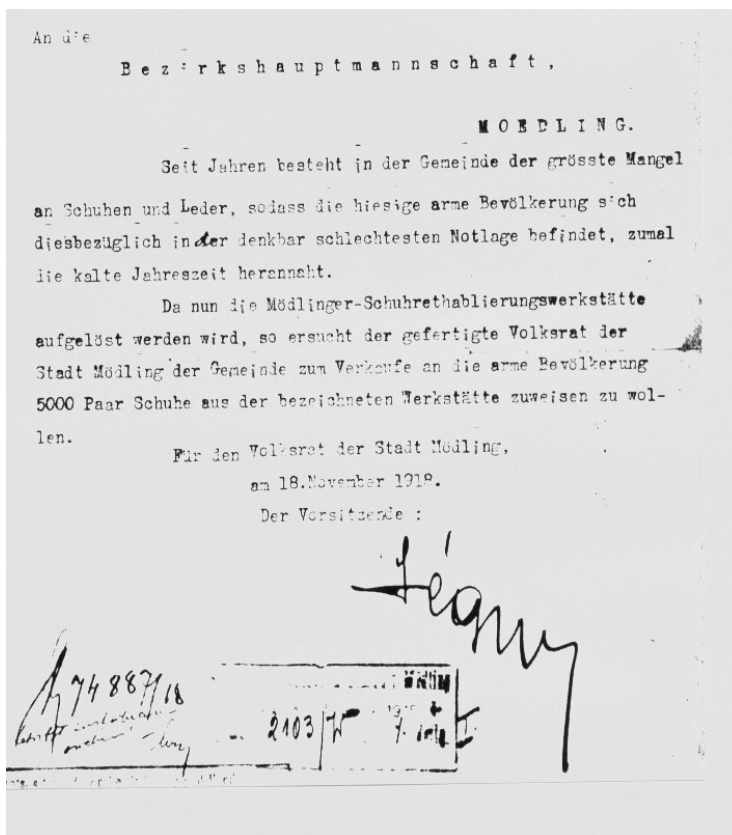 An die
Bezirkshauptmannschaft,
MOEDLING.
Seit Jahren besteht in der Gemeinde der grösste Mangel
an Schuhen und Leder, sodass die hiesige arme Bevölkerung sich
diesbezüglich in der denkbar schlechtesten Notlage befindet, zumal
die kalte Jahreszeit herannaht.
Da nun die Mödlinger-Schuhrethablierungswerkstätte
aufgelöst werden wird, so ersucht der gefertigte Volksrat der
Stadt Mödling der Gemeinde zum Verkaufe an die arme Bevölkerung
5000 Paar Schuhe aus der bezeichneten Werkstätte zuweisen zu wol-
len.
Für den Volksrat der Stadt Mödling,
am 18.November 1918.
Der Vorsitzende :
74887/18
2103/W